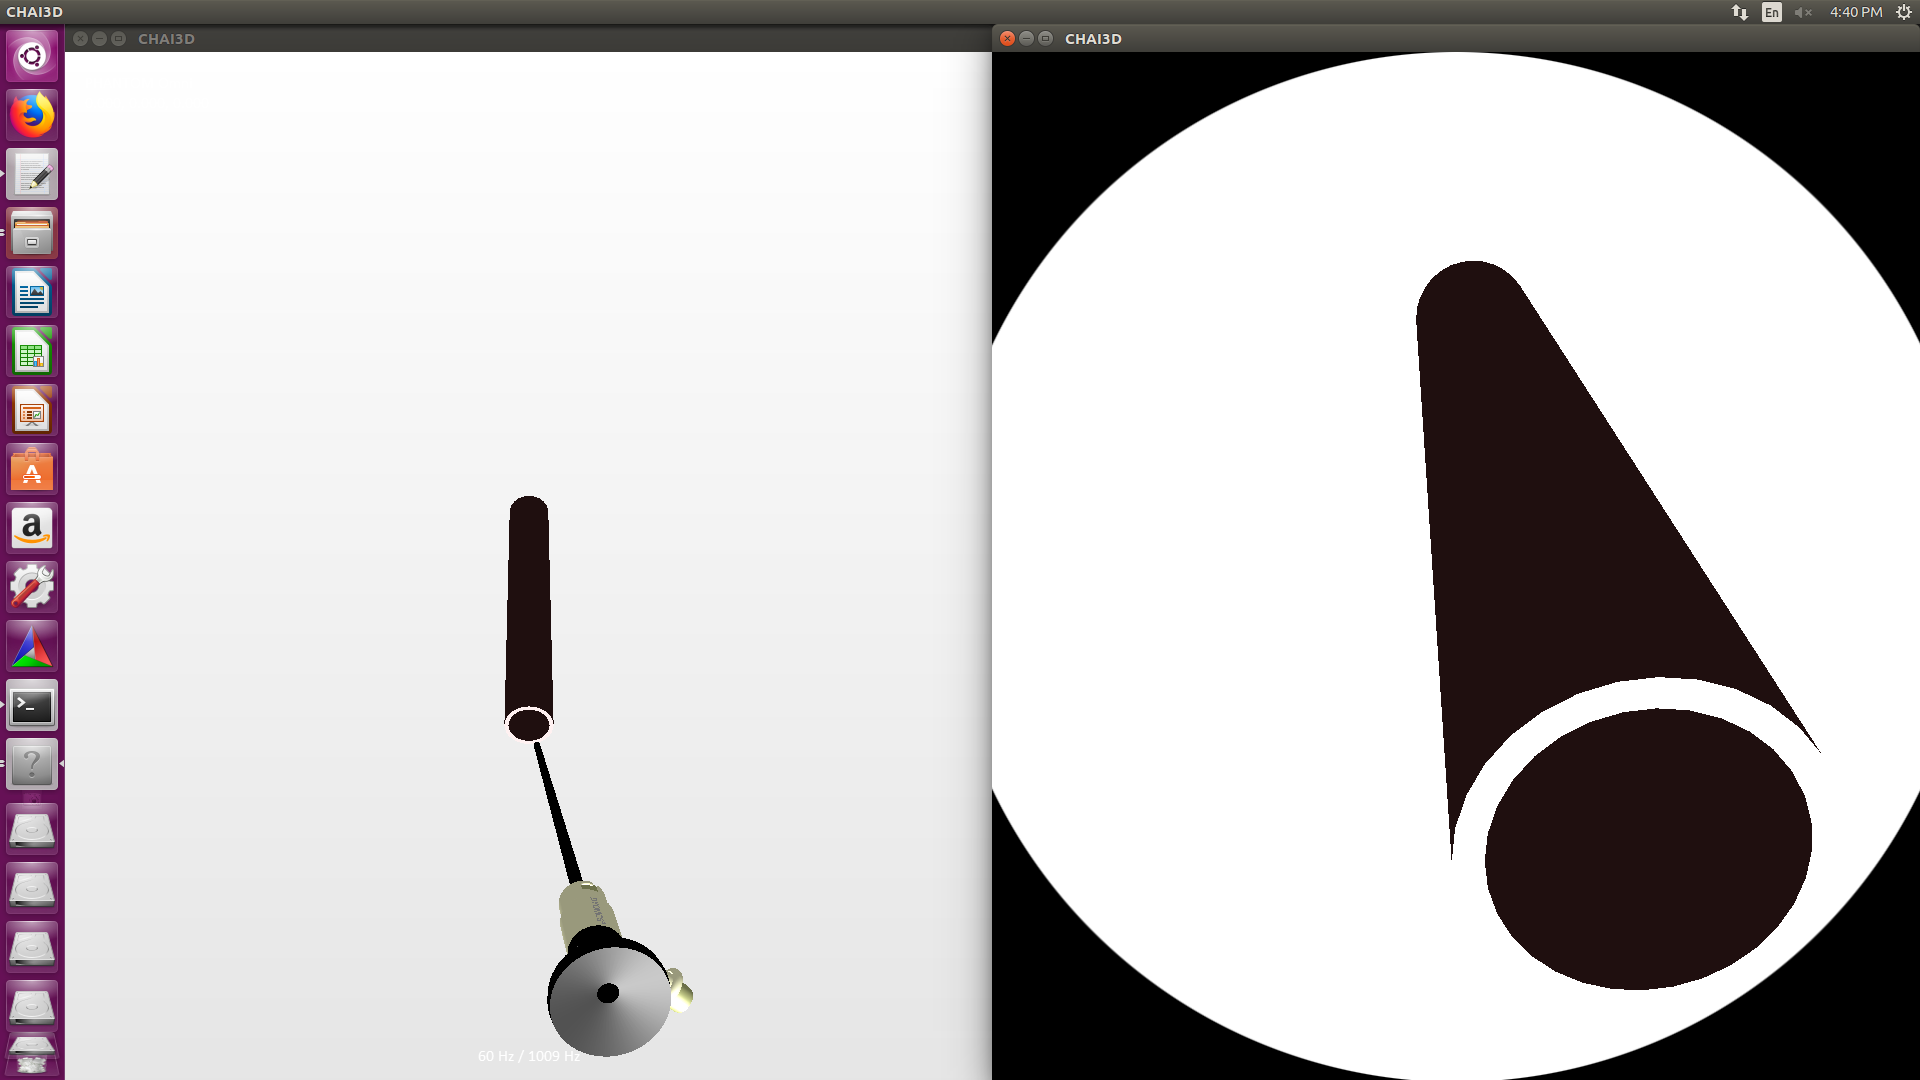 CHAI3D
En
4:40 PM
CHAI3D
CHAI3D
60 Hz / 1009 Hz